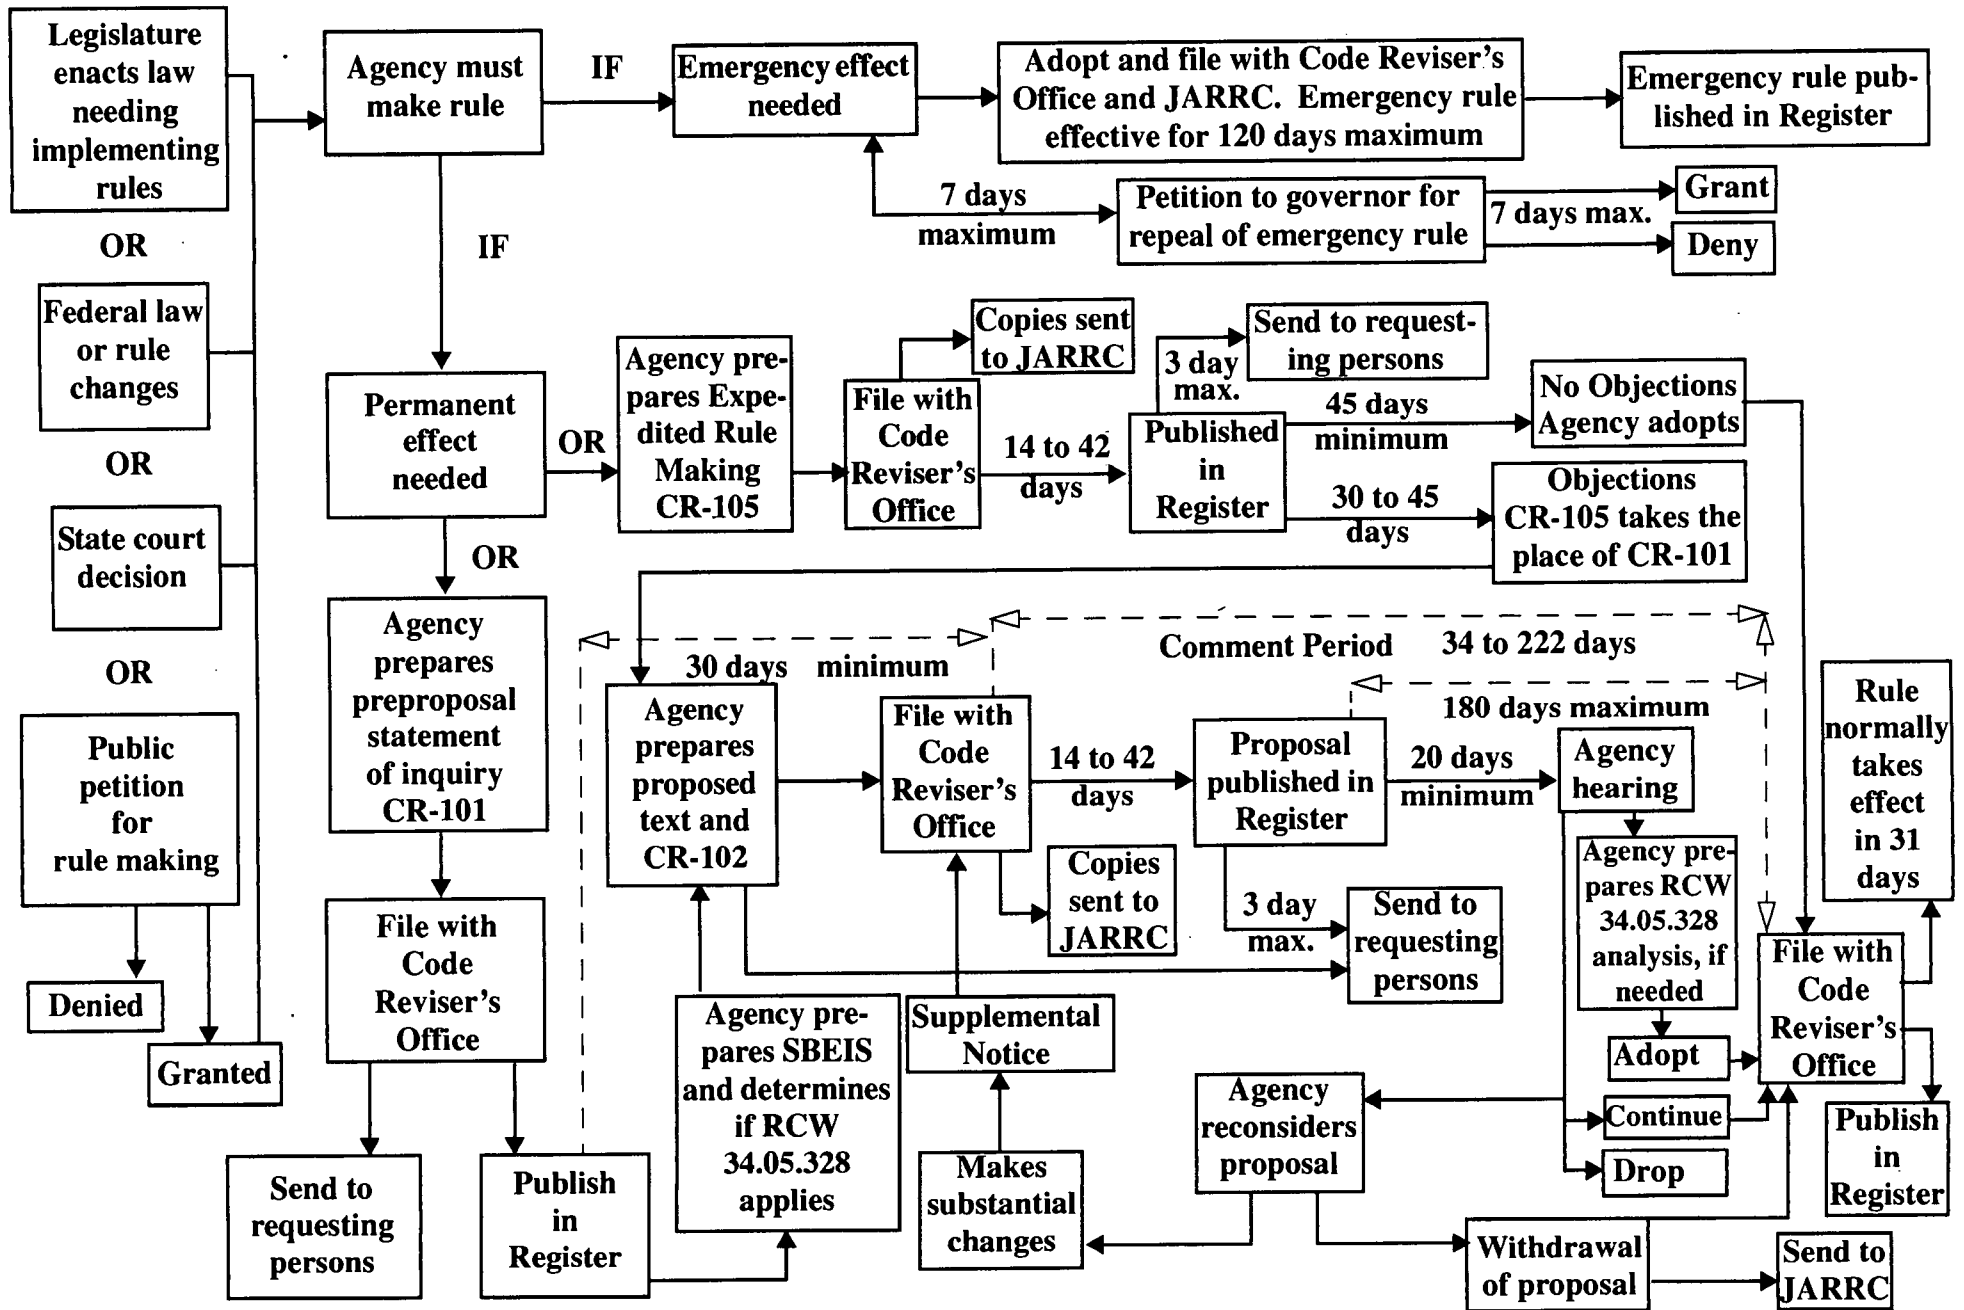 Legislature
enacts law
needing
implementing
rules
OR
Federal law
or rule
changes
OR
State court
decision
OR
Public
petition
for
rule making
Denied
Granted
Agency must
make rule
IF
Emergency effect
needed
Adopt and file with Code Reviser's
Office and JARRC. Emergency rule
effective for 120 days maximum
Emergency rule pub-
lished in Register
7 days
maximum
Petition to governor for
repeal of emergency rule
7 days max.
Grant
Deny
IF
Permanent
effect
needed
OR
Agency pre-
pares Expe-
dited Rule
Making
CR-105
File with
Code
Reviser's
Office
Copies sent
to JARRC
14 to 42
days
Published
in
Register
3 day
max.
Send to request-
ing persons
45 days
minimum
No Objections
Agency adopts
30 to 45
days
Objections
CR-105 takes the
place of CR-101
OR
Agency
prepares
preproposal
statement
of inquiry
CR-101
File with
Code
Reviser's
Office
Send to
requesting
persons
Publish
in
Register
30 days minimum
Agency
prepares
proposed
text and
CR-102
Agency pre-
pares SBEIS
and determines
if RCW
34.05.328
applies
File with
Code
Reviser's
Office
Copies
sent to
JARRC
Supplemental
Notice
Makes
substantial
changes
14 to 42
days
Comment Period 34 to 222 days
180 days maximum
Proposal
published in
Register
3 day
max.
Send to
requesting
persons
20 days
minimum
Agency
hearing
Agency pre-
pares RCW
34.05.328
analysis, if
needed
Adopt
Continue
Drop
Agency
reconsiders
proposal
Withdrawal
of proposal
Send to
JARRC
File with
Code
Reviser's
Office
Rule
normally
takes
effect
in 31
days
Publish
in
Register